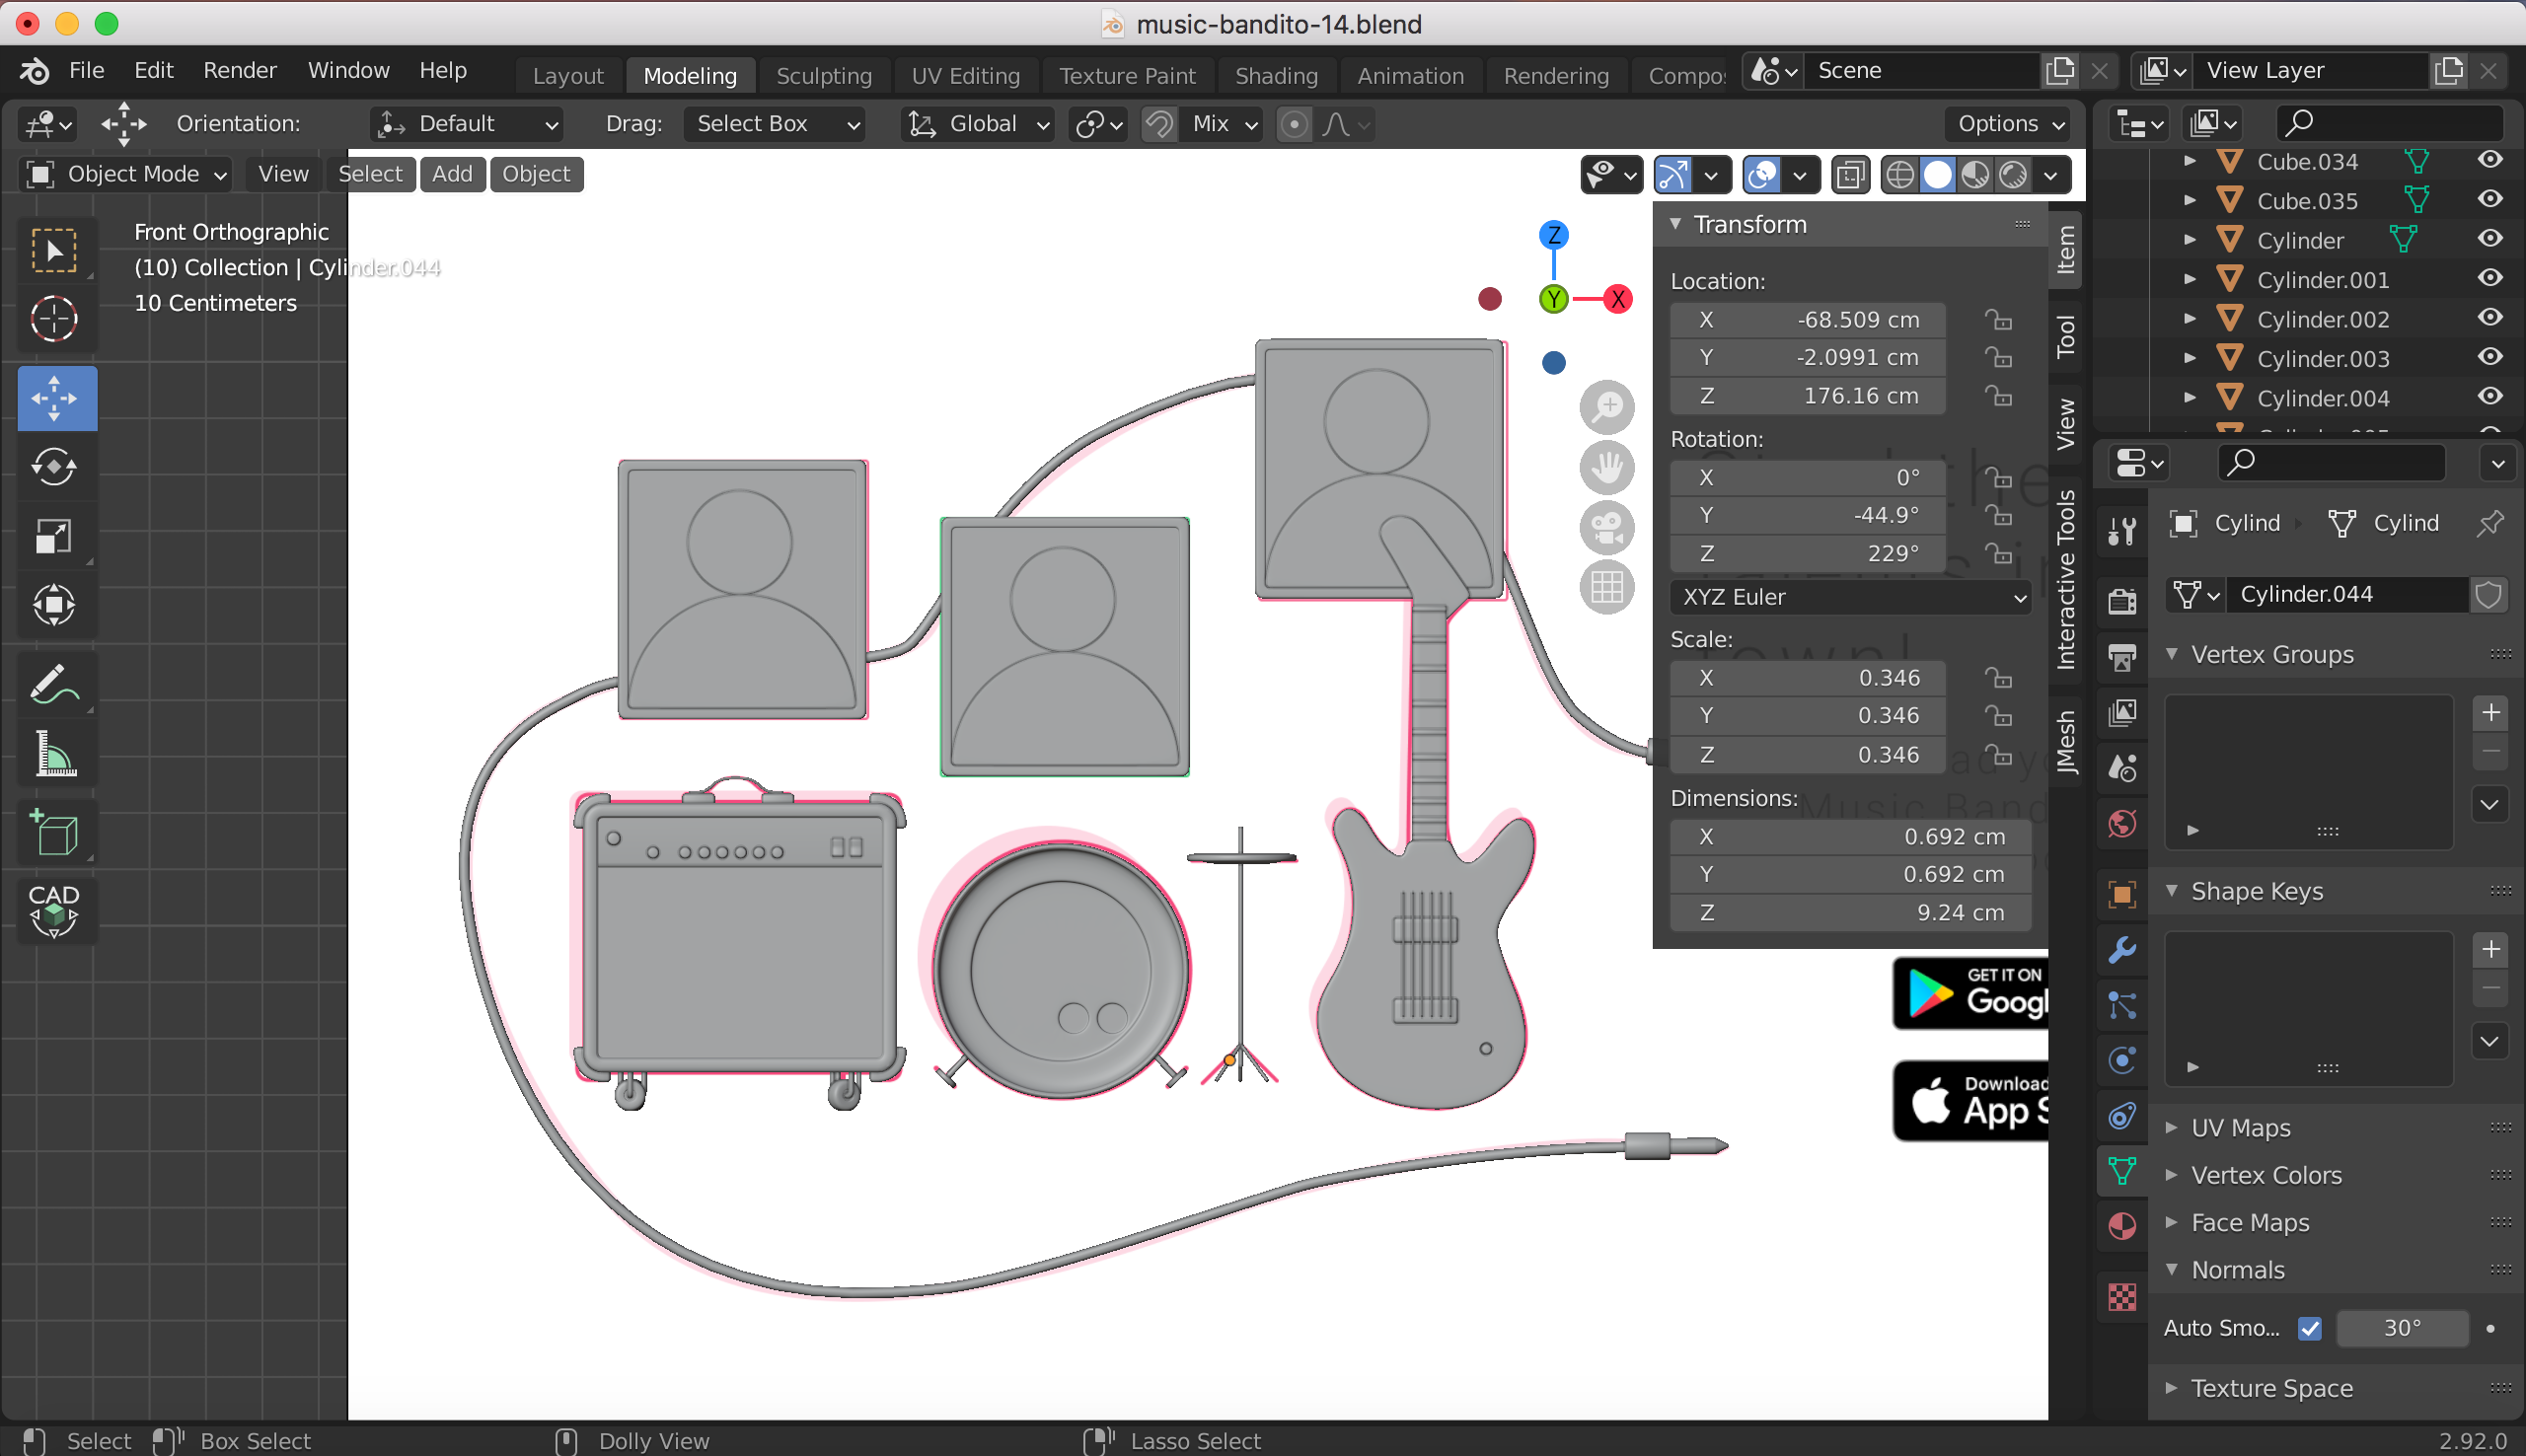 music-bandito-14.blend
File Edit Render Window Help Layout Modeling Sculpting UV Editing Texture Paint Shading Animation Rendering Compos Scene View Layer
Orientation: Default Drag: Select Box Global Mix Options
Object Mode View Select Add Object
Front Orthographic
(10) Collection | Cylinder.044
10 Centimeters
CAD
Z
Y
X
Transform
Location:
X -68.509 cm
Y -2.0991 cm
Z 176.16 cm
Rotation:
X 0°
Y -44.9°
Z 229°
XYZ Euler
Scale:
X 0.346
Y 0.346
Z 0.346
Dimensions:
X 0.692 cm
Y 0.692 cm
Z 9.24 cm
Item
Tool
View
Interactive Tools
JMesh
GET IT ON
Googl
Download
App S
Cube.034
Cube.035
Cylinder
Cylinder.001
Cylinder.002
Cylinder.003
Cylinder.004
Cylind Cylind
Cylinder.044
Vertex Groups
Shape Keys
UV Maps
Vertex Colors
Face Maps
Normals
Auto Smo... 30°
Texture Space
Select Box Select Dolly View Lasso Select 2.92.0